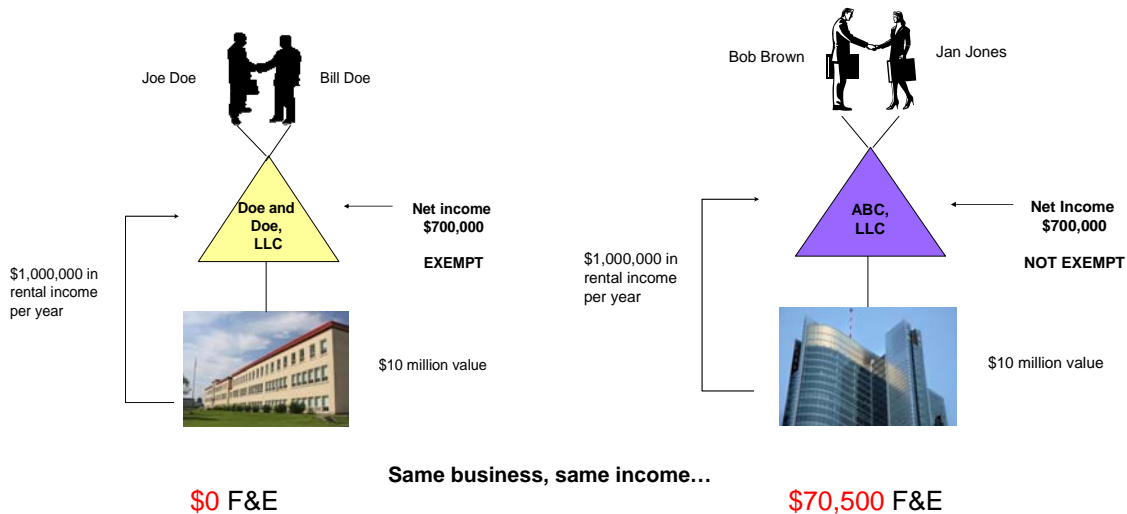 Joe Doe
Bill Doe
Doe and
Doe,
LLC
Net income
$700,000
EXEMPT
$1,000,000 in
rental income
per year
$10 million value
Bob Brown
Jan Jones
ABC,
LLC
Net Income
$700,000
NOT EXEMPT
$1,000,000 in
rental income
per year
$10 million value
Same business, same income…
$0 F&E
$70,500 F&E